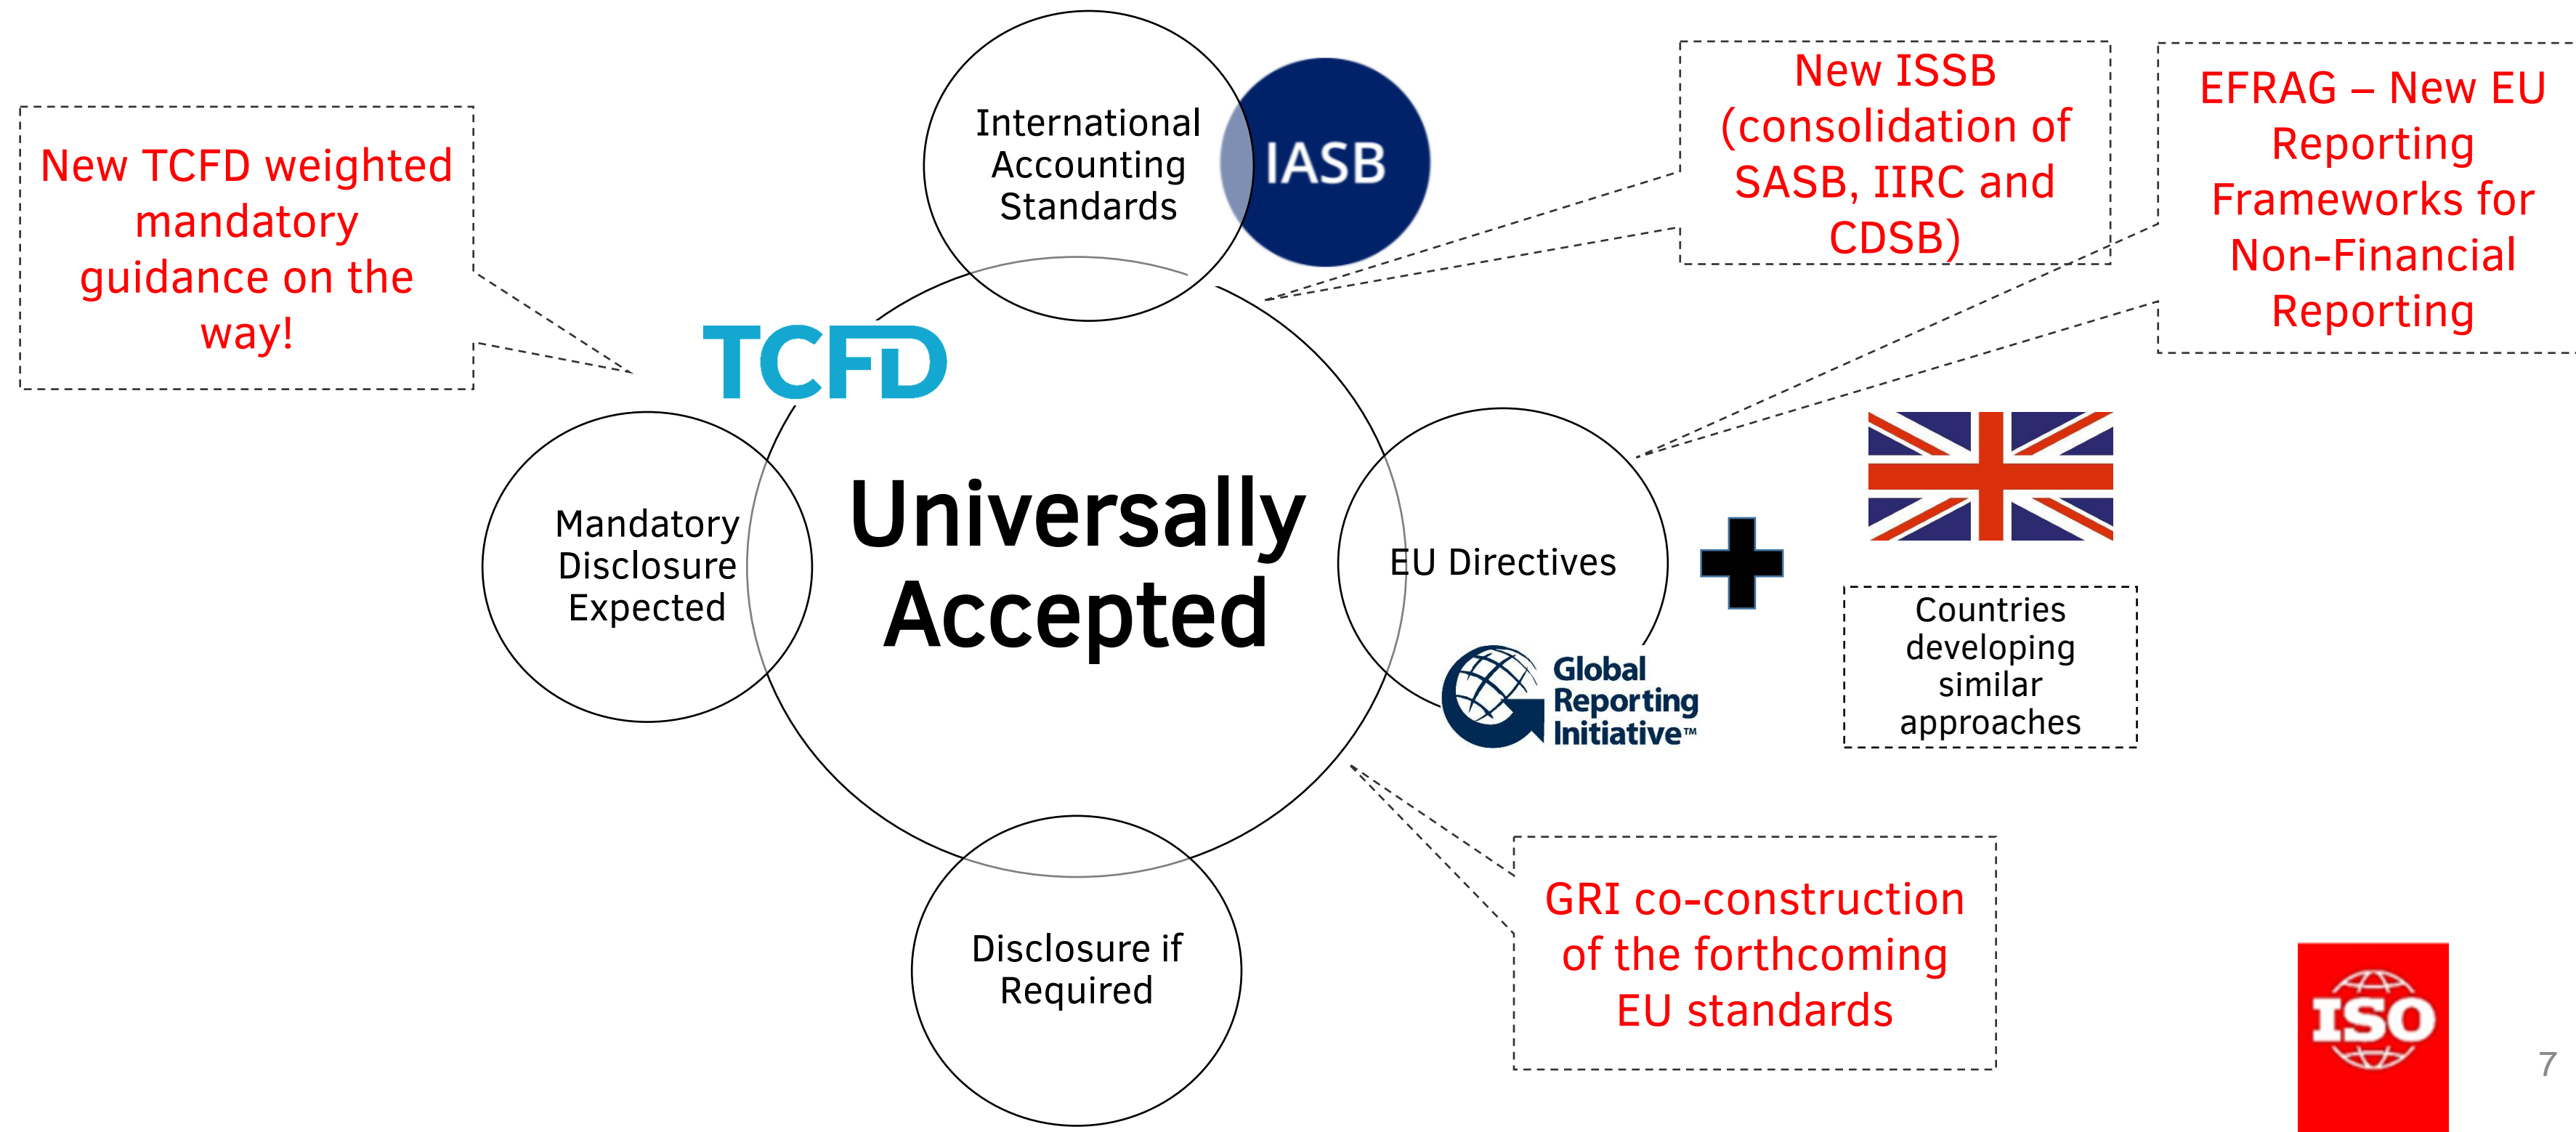 New TCFD weighted
mandatory
guidance on the
way!
International
Accounting
Standards
IASB
New ISSB
(consolidation of
SASB, IIRC and
CDSB)
EFRAG – New EU
Reporting
Frameworks for
Non-Financial
Reporting
TCFD
Mandatory
Disclosure
Expected
Universally
Accepted
EU Directives
Countries
developing
similar
approaches
Global
Reporting
Initiative™
Disclosure if
Required
GRI co-construction
of the forthcoming
EU standards
ISO
7